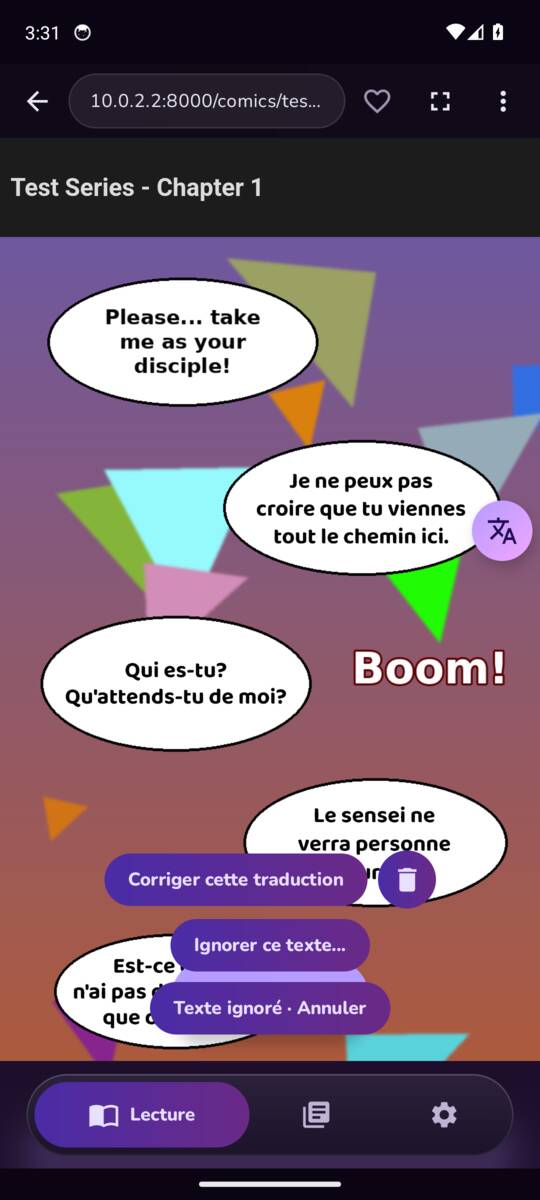 3:31
10.0.2.2:8000/comics/tes...
Test Series - Chapter 1
Please... take
me as your
disciple!
Je ne peux pas
croire que tu viennes
tout le chemin ici.
Qui es-tu?
Qu'attends-tu de moi?
Boom!
Le sensei ne
verra personne
Corriger cette traduction
Ignorer ce texte...
Est-ce
n'ai pas
que
Texte ignoré · Annuler
Lecture